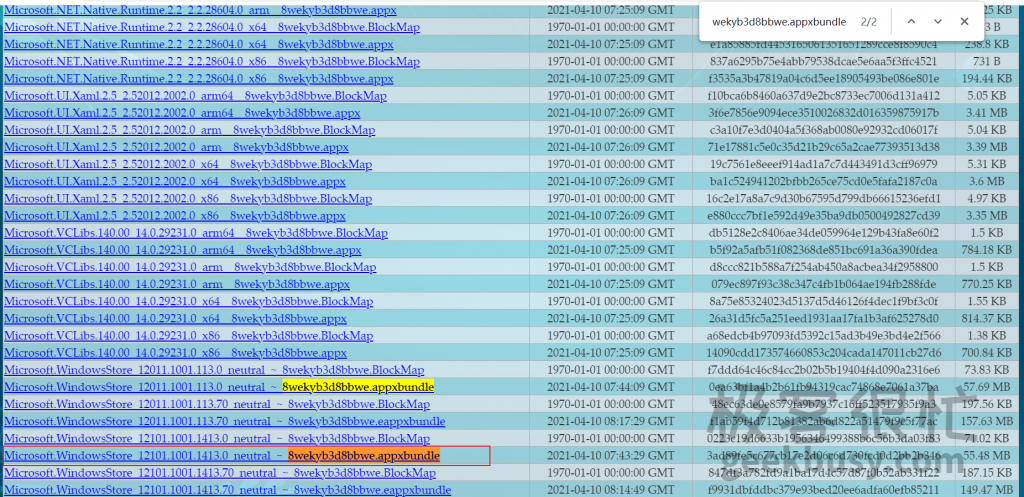 Microsoft.NET.Native.Runtime.2.2_2.2.28604.0_arm__8wekyb3d8bbwe.appx 2021-04-10 07:25:09 GMT .25 KB
wekyb3d8bbwe.appxbundle 2/2
Microsoft.NET.Native.Runtime.2.2_2.2.28604.0_x64__8wekyb3d8bbwe.BlockMap 1970-01-01 00:00:00 GMT B
Microsoft.NET.Native.Runtime.2.2_2.2.28604.0_x86__8wekyb3d8bbwe.appx 2021-04-10 07:25:09 GMT e1a85885fd4453165061351651289cce8f8590c4 238.8 KB
Microsoft.NET.Native.Runtime.2.2_2.2.28604.0_x86__8wekyb3d8bbwe.BlockMap 1970-01-01 00:00:00 GMT 837a6295b75e4abb79538dcae5e6aa5f3ffc4521 731 B
Microsoft.NET.Native.Runtime.2.2_2.2.28604.0_x86__8wekyb3d8bbwe.appx 2021-04-10 07:25:09 GMT f3535a3b47819a04c6d5ee18905493be086e801e 194.44 KB
Microsoft.UI.Xaml.2.5_2.52012.2002.0_arm64__8wekyb3d8bbwe.BlockMap 1970-01-01 00:00:00 GMT f10bca6b8460a637d9e2bc8733ec7006d131a412 5.05 KB
Microsoft.UI.Xaml.2.5_2.52012.2002.0_arm64__8wekyb3d8bbwe.appx 2021-04-10 07:26:09 GMT 3f6e7856e9094ece3510026832d016359875917b 3.41 MB
Microsoft.UI.Xaml.2.5_2.52012.2002.0_arm__8wekyb3d8bbwe.BlockMap 1970-01-01 00:00:00 GMT c3a10f7e3d0404a5f368ab0080e92932cd06017f 5.04 KB
Microsoft.UI.Xaml.2.5_2.52012.2002.0_arm__8wekyb3d8bbwe.appx 2021-04-10 07:26:09 GMT 71e17881c5e0c35d21b29c65a2cae77393513d38 3.39 MB
Microsoft.UI.Xaml.2.5_2.52012.2002.0_x64__8wekyb3d8bbwe.BlockMap 1970-01-01 00:00:00 GMT 19c7561e8eeef914ad1a7c7d443491d3cff96979 5.31 KB
Microsoft.UI.Xaml.2.5_2.52012.2002.0_x64__8wekyb3d8bbwe.appx 2021-04-10 07:26:09 GMT ba1c524941202bfbb265ce75cd0e5fafa2187c0a 3.6 MB
Microsoft.UI.Xaml.2.5_2.52012.2002.0_x86__8wekyb3d8bbwe.BlockMap 1970-01-01 00:00:00 GMT 16c2e17a8a7c9d30b67595d799db66615236efd1 4.97 KB
Microsoft.UI.Xaml.2.5_2.52012.2002.0_x86__8wekyb3d8bbwe.appx 2021-04-10 07:26:09 GMT e880ccc7bf1e592d49e35ba9db0500492827cd39 3.35 MB
Microsoft.VCLibs.140.00_14.0.29231.0_arm64__8wekyb3d8bbwe.BlockMap 1970-01-01 00:00:00 GMT db5128e2c8406ae34de059964e129b43fa8e60f2 1.5 KB
Microsoft.VCLibs.140.00_14.0.29231.0_arm64__8wekyb3d8bbwe.appx 2021-04-10 07:25:09 GMT b5f92a5afb51f082368de851bc691a36a390fdea 784.18 KB
Microsoft.VCLibs.140.00_14.0.29231.0_arm__8wekyb3d8bbwe.BlockMap 1970-01-01 00:00:00 GMT d8ccc821b588a7f254ab450a8acbea34f2958800 1.5 KB
Microsoft.VCLibs.140.00_14.0.29231.0_arm__8wekyb3d8bbwe.appx 2021-04-10 07:25:09 GMT 079ec897f93c38c347c4fb1b064ae194fb288fde 770.25 KB
Microsoft.VCLibs.140.00_14.0.29231.0_x64__8wekyb3d8bbwe.BlockMap 1970-01-01 00:00:00 GMT 8a75e85324023d5137d5d46126f4dec1f9bf3c0f 1.55 KB
Microsoft.VCLibs.140.00_14.0.29231.0_x64__8wekyb3d8bbwe.appx 2021-04-10 07:25:09 GMT 26a31d5fc5a251eed1931aa17fa1b3af625278d0 814.37 KB
Microsoft.VCLibs.140.00_14.0.29231.0_x86__8wekyb3d8bbwe.BlockMap 1970-01-01 00:00:00 GMT a68edcb4b97093fd5392c15ad3b49e3bd4e2f566 1.38 KB
Microsoft.VCLibs.140.00_14.0.29231.0_x86__8wekyb3d8bbwe.appx 2021-04-10 07:25:09 GMT 14090cdd173574660853c204cada147011cb27d6 700.84 KB
Microsoft.WindowsStore_12011.1001.113.0_neutral_~_8wekyb3d8bbwe.BlockMap 1970-01-01 00:00:00 GMT f7ddd64c46c84cc2b02b5b19404f4d090a2316e6 73.83 KB
Microsoft.WindowsStore_12011.1001.113.0_neutral_~_8wekyb3d8bbwe.appxbundle 2021-04-10 07:44:09 GMT 0ea63bf1a4b2b61fb94319cac74868e7061a37ba 57.69 MB
Microsoft.WindowsStore_12011.1001.113.70_neutral_~_8wekyb3d8bbwe.BlockMap 1970-01-01 00:00:00 GMT 197.56 KB
Microsoft.WindowsStore_12011.1001.113.70_neutral_~_8wekyb3d8bbwe.eappxbundle 2021-04-10 08:17:29 GMT 157.63 MB
Microsoft.WindowsStore_12101.1001.1413.0_neutral_~_8wekyb3d8bbwe.BlockMap 1970-01-01 00:00:00 GMT 71.02 KB
Microsoft.WindowsStore_12101.1001.1413.0_neutral_~_8wekyb3d8bbwe.appxbundle 2021-04-10 07:43:29 GMT 55.48 MB
Microsoft.WindowsStore_12101.1001.1413.70_neutral_~_8wekyb3d8bbwe.BlockMap 1970-01-01 00:00:00 GMT 187.15 KB
Microsoft.WindowsStore_12101.1001.1413.70_neutral_~_8wekyb3d8bbwe.eappxbundle 2021-04-10 08:14:49 GMT f9931dbfddbc379e93bed20ee6adfa60efb85211 149.47 MB
极客很忙
geekhenmang.com